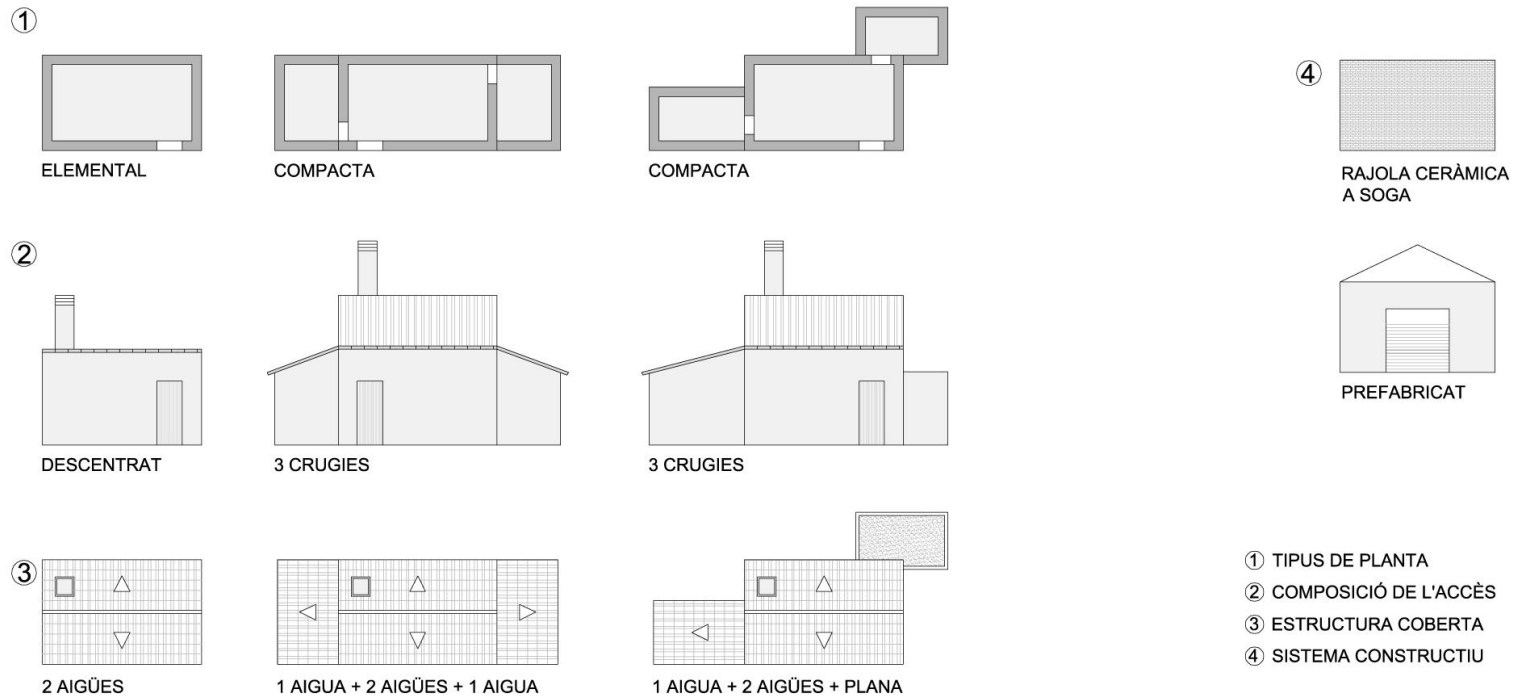 ①
ELEMENTAL
COMPACTA
COMPACTA
④
RAJOLA CERÀMICA
A SOGA
②
DESCENTRAT
3 CRUGIES
3 CRUGIES
PREFABRICAT
③
2 AIGÜES
1 AIGUA + 2 AIGÜES + 1 AIGUA
1 AIGUA + 2 AIGÜES + PLANA
① TIPUS DE PLANTA
② COMPOSICIÓ DE L'ACCÈS
③ ESTRUCTURA COBERTA
④ SISTEMA CONSTRUCTIU